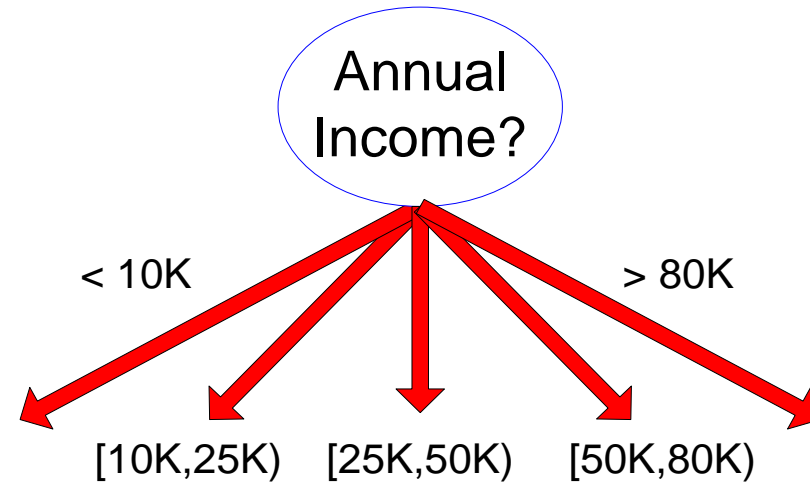 Annual
Income?
< 10K
> 80K
[10K,25K)
[25K,50K)
[50K,80K)